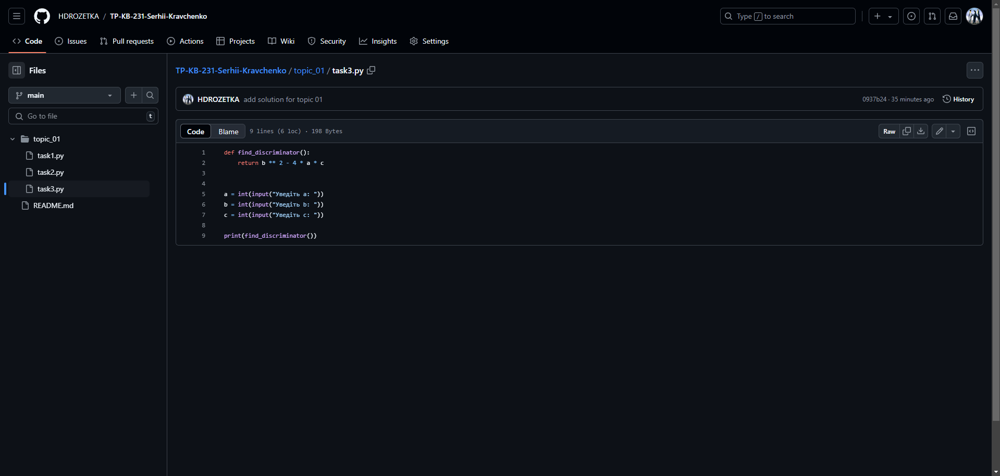 HDROZETKA / TP-KB-231-Serhii-Kravchenko
Type / to search
Code Issues Pull requests Actions Projects Wiki Security Insights Settings
Files
main
Go to file t
topic_01
task1.py
task2.py
task3.py
README.md
TP-KB-231-Serhii-Kravchenko / topic_01 / task3.py
HDROZETKA add solution for topic 01
0937b24 · 35 minutes ago History
Code Blame 9 lines (6 loc) · 198 Bytes
Raw
1 def find_discriminator():
2     return b ** 2 - 4 * a * c
3
4
5 a = int(input("Уведіть a: "))
6 b = int(input("Уведіть b: "))
7 c = int(input("Уведіть c: "))
8
9 print(find_discriminator())